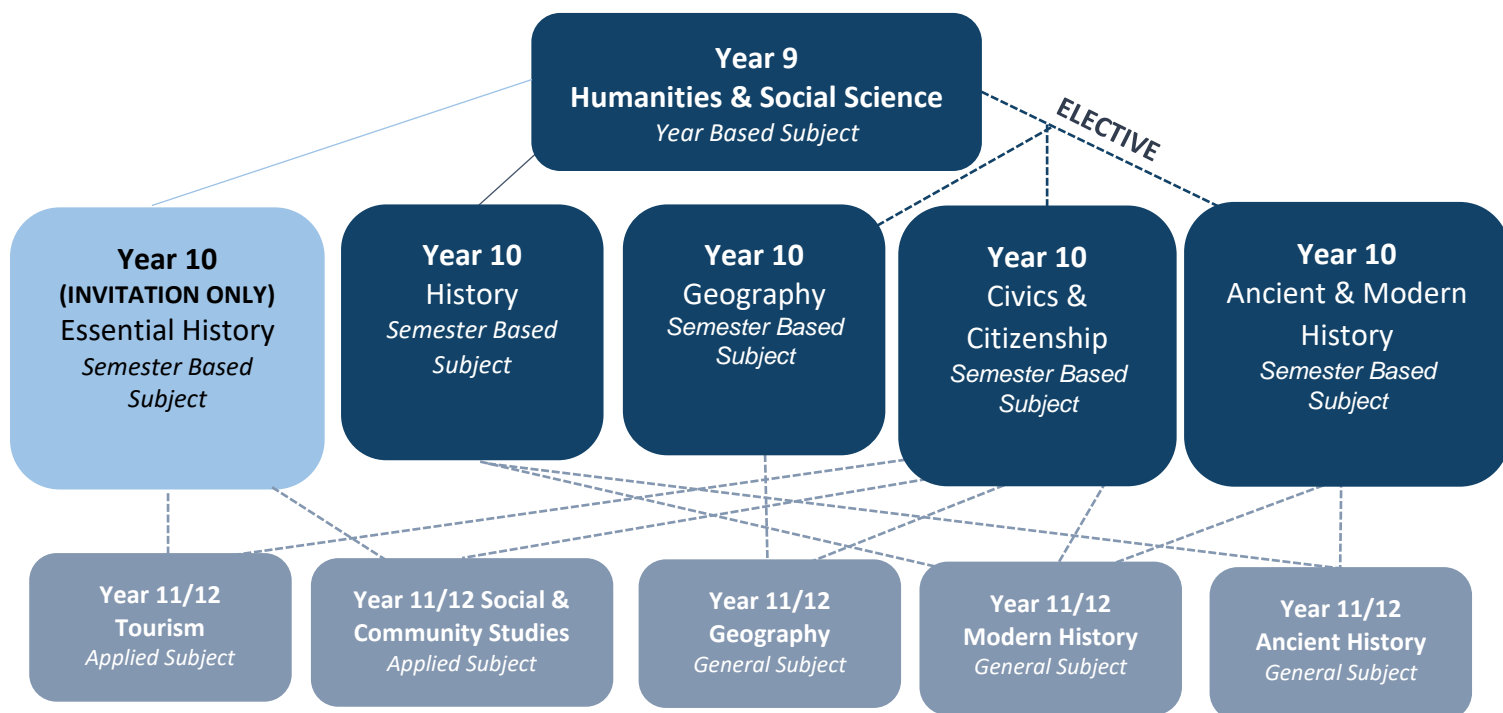 Year 9
Humanities & Social Science
Year Based Subject
ELECTIVE
Year 10
(INVITATION ONLY)
Essential History
Semester Based
Subject
Year 10
History
Semester Based
Subject
Year 10
Geography
Semester Based
Subject
Year 10
Civics &
Citizenship
Semester Based
Subject
Year 10
Ancient & Modern
History
Semester Based
Subject
Year 11/12
Tourism
Applied Subject
Year 11/12 Social &
Community Studies
Applied Subject
Year 11/12
Geography
General Subject
Year 11/12
Modern History
General Subject
Year 11/12
Ancient History
General Subject